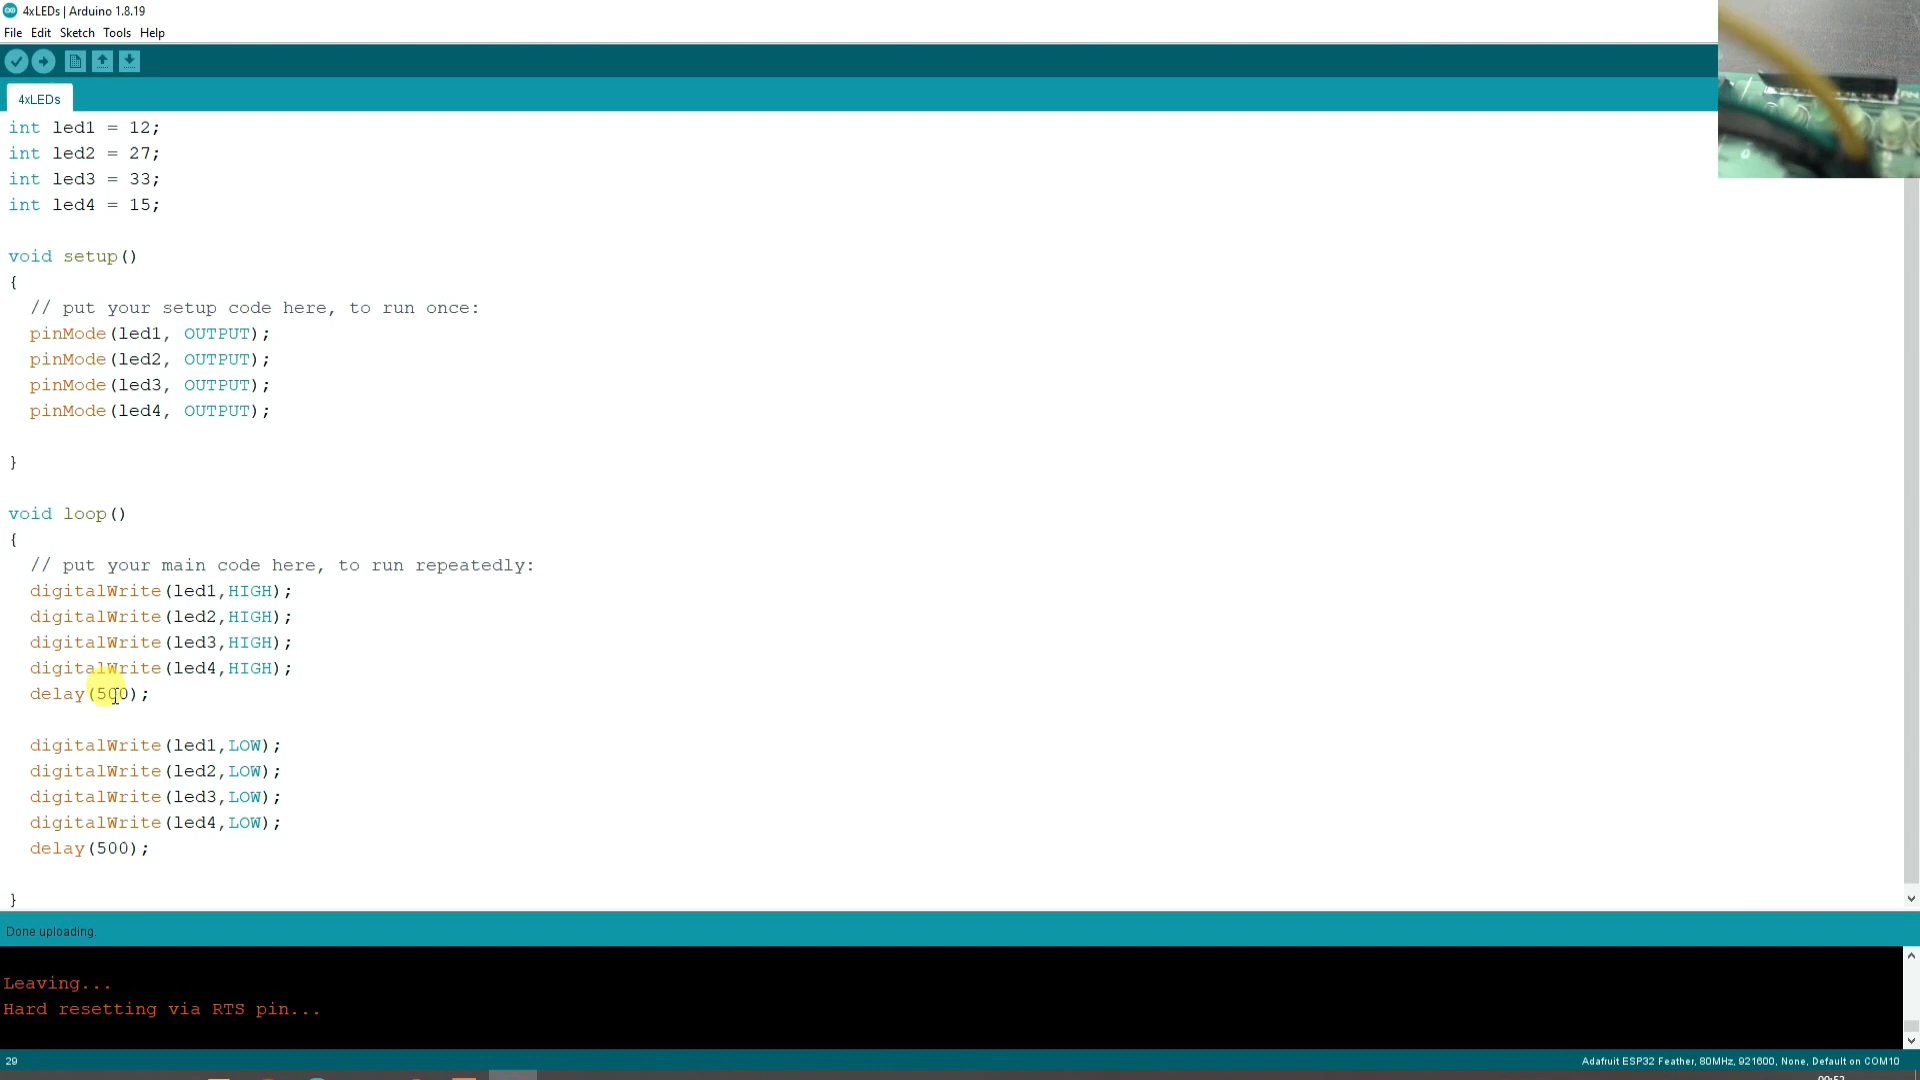 4xLEDs | Arduino 1.8.19
File Edit Sketch Tools Help
4xLEDs
int led1 = 12;
int led2 = 27;
int led3 = 33;
int led4 = 15;
void setup()
{
// put your setup code here, to run once:
pinMode(led1, OUTPUT);
pinMode(led2, OUTPUT);
pinMode(led3, OUTPUT);
pinMode(led4, OUTPUT);
}
void loop()
{
// put your main code here, to run repeatedly:
digitalWrite(led1,HIGH);
digitalWrite(led2,HIGH);
digitalWrite(led3,HIGH);
digitalWrite(led4,HIGH);
delay(500);
digitalWrite(led1,LOW);
digitalWrite(led2,LOW);
digitalWrite(led3,LOW);
digitalWrite(led4,LOW);
delay(500);
}
Done uploading.
Leaving...
Hard resetting via RTS pin...
29
Adafruit ESP32 Feather, 80MHz, 921600, None, Default on COM10